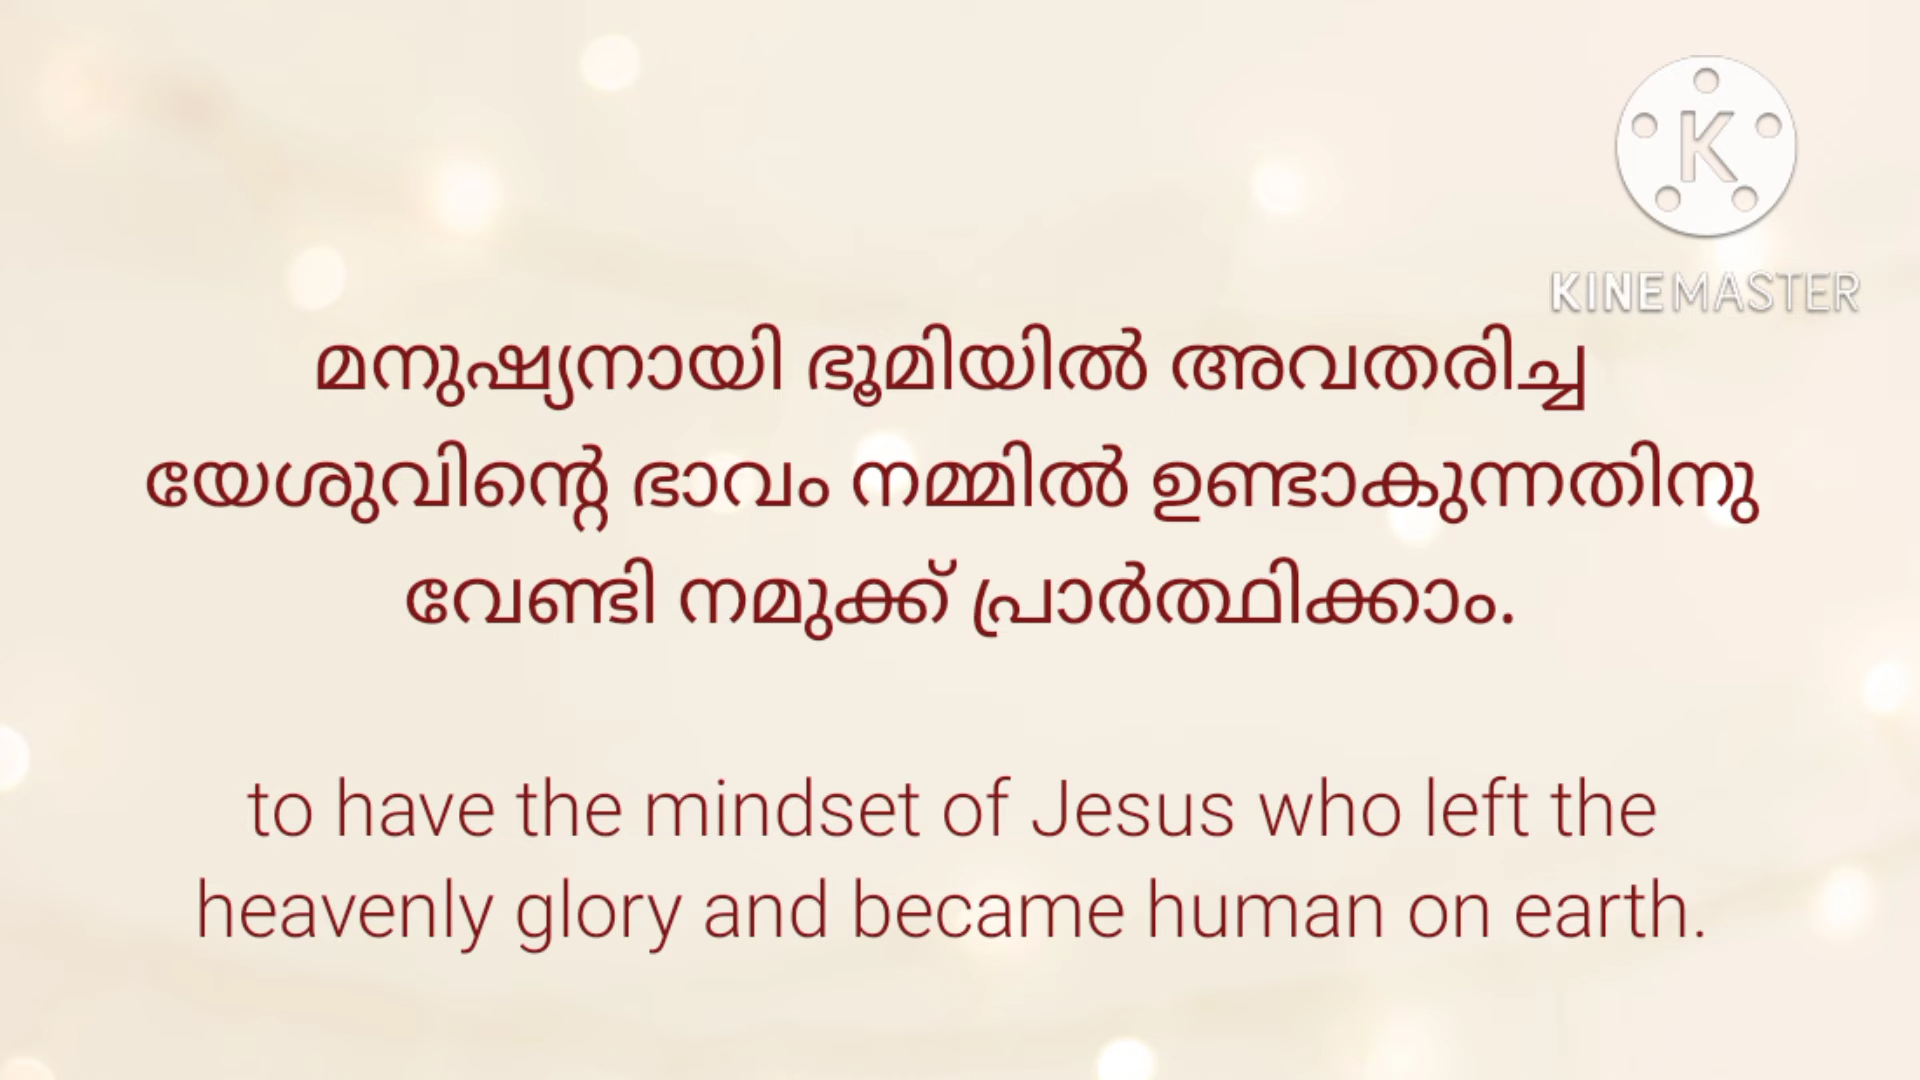 K
KINEMASTER
മനുഷ്യനായി ഭൂമിയിൽ അവതരിച്ച
യേശുവിന്റെ ഭാവം നമ്മിൽ ഉണ്ടാകുന്നതിനു
വേണ്ടി നമുക്ക് പ്രാർത്ഥിക്കാം.
to have the mindset of Jesus who left the
heavenly glory and became human on earth.